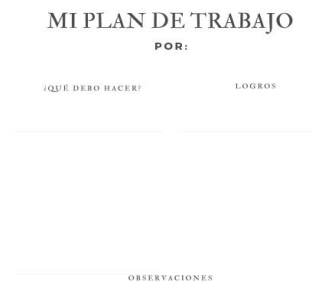 MI PLAN DE TRABAJO
POR:
¿QUÉ DEBO HACER?
LOGROS
OBSERVACIONES